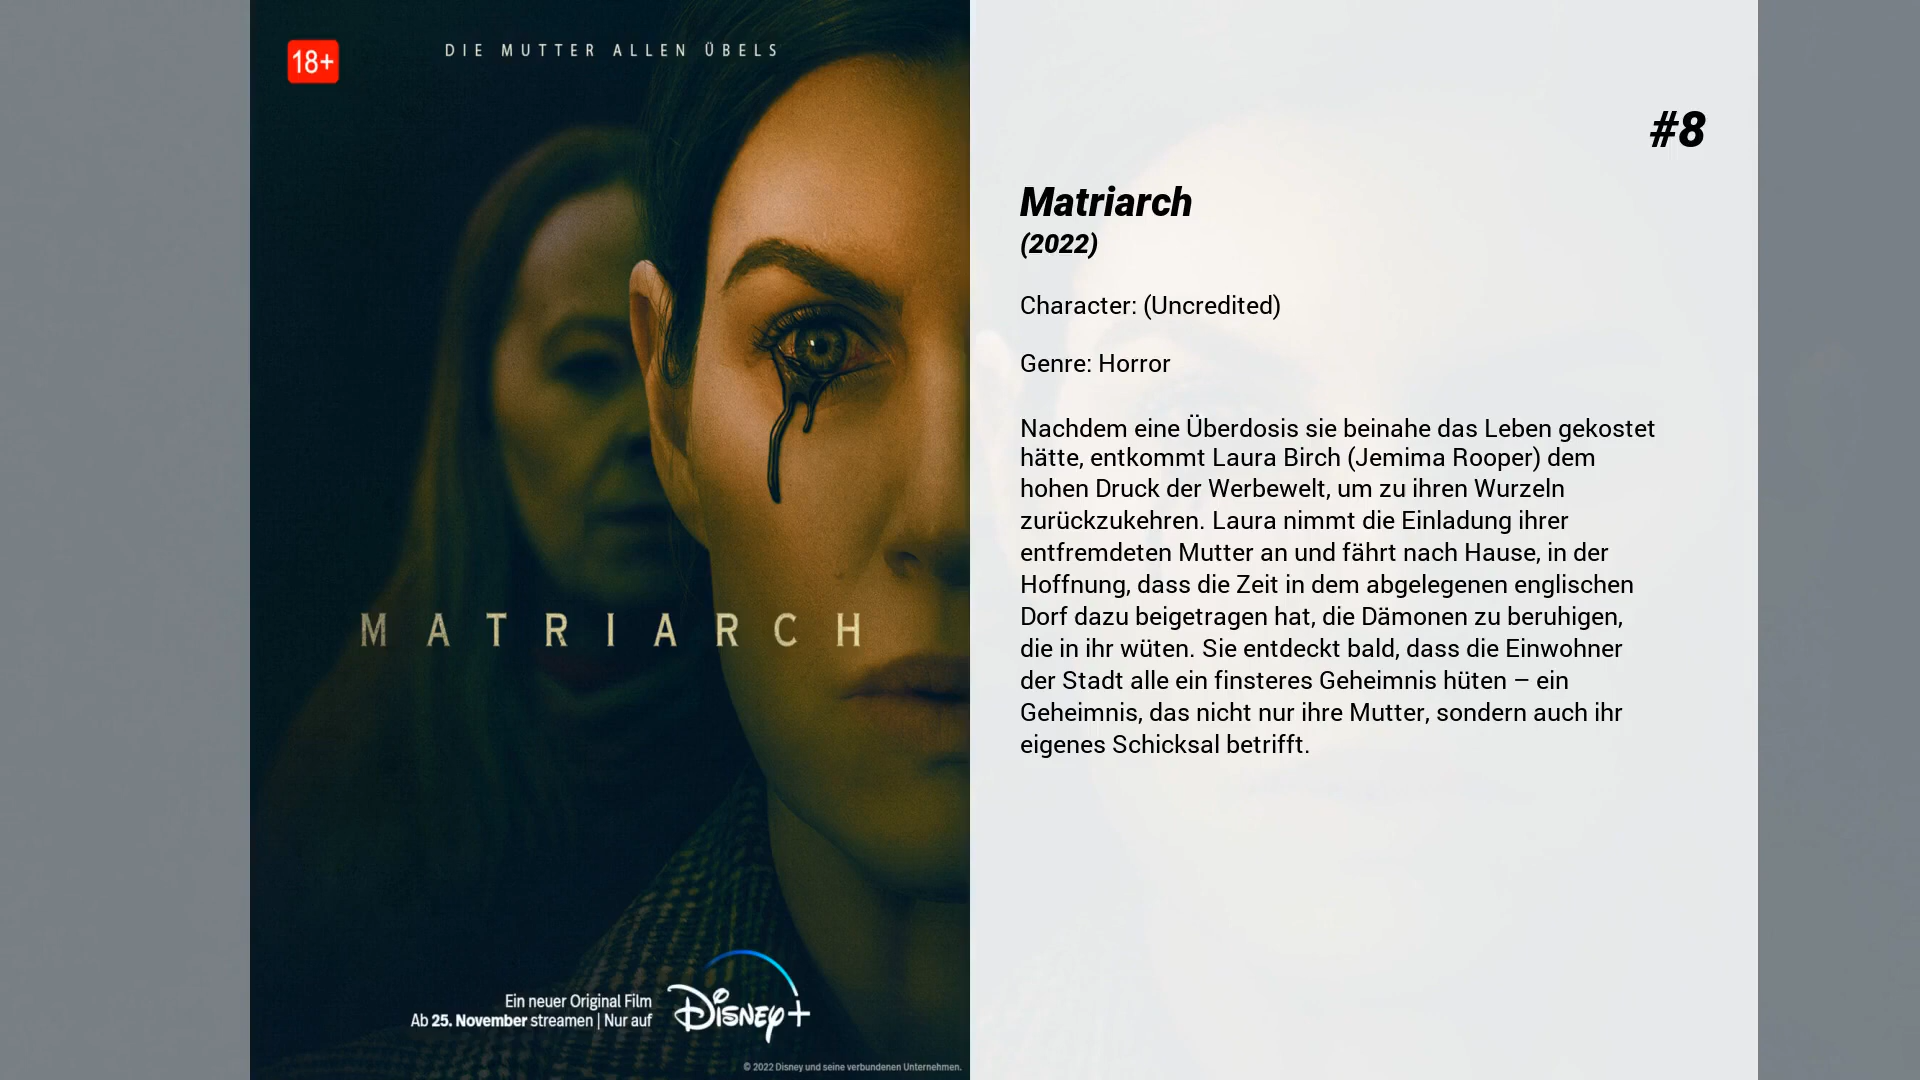 18+
DIE MUTTER ALLEN ÜBELS
MATRIARCH
Ein neuer Original Film
Ab 25. November streamen | Nur auf
Disney+
© 2022 Disney und seine verbundenen Unternehmen.
#8
Matriarch
(2022)
Character: (Uncredited)
Genre: Horror
Nachdem eine Überdosis sie beinahe das Leben gekostet
hätte, entkommt Laura Birch (Jemima Rooper) dem
hohen Druck der Werbewelt, um zu ihren Wurzeln
zurückzukehren. Laura nimmt die Einladung ihrer
entfremdeten Mutter an und fährt nach Hause, in der
Hoffnung, dass die Zeit in dem abgelegenen englischen
Dorf dazu beigetragen hat, die Dämonen zu beruhigen,
die in ihr wüten. Sie entdeckt bald, dass die Einwohner
der Stadt alle ein finsteres Geheimnis hüten – ein
Geheimnis, das nicht nur ihre Mutter, sondern auch ihr
eigenes Schicksal betrifft.